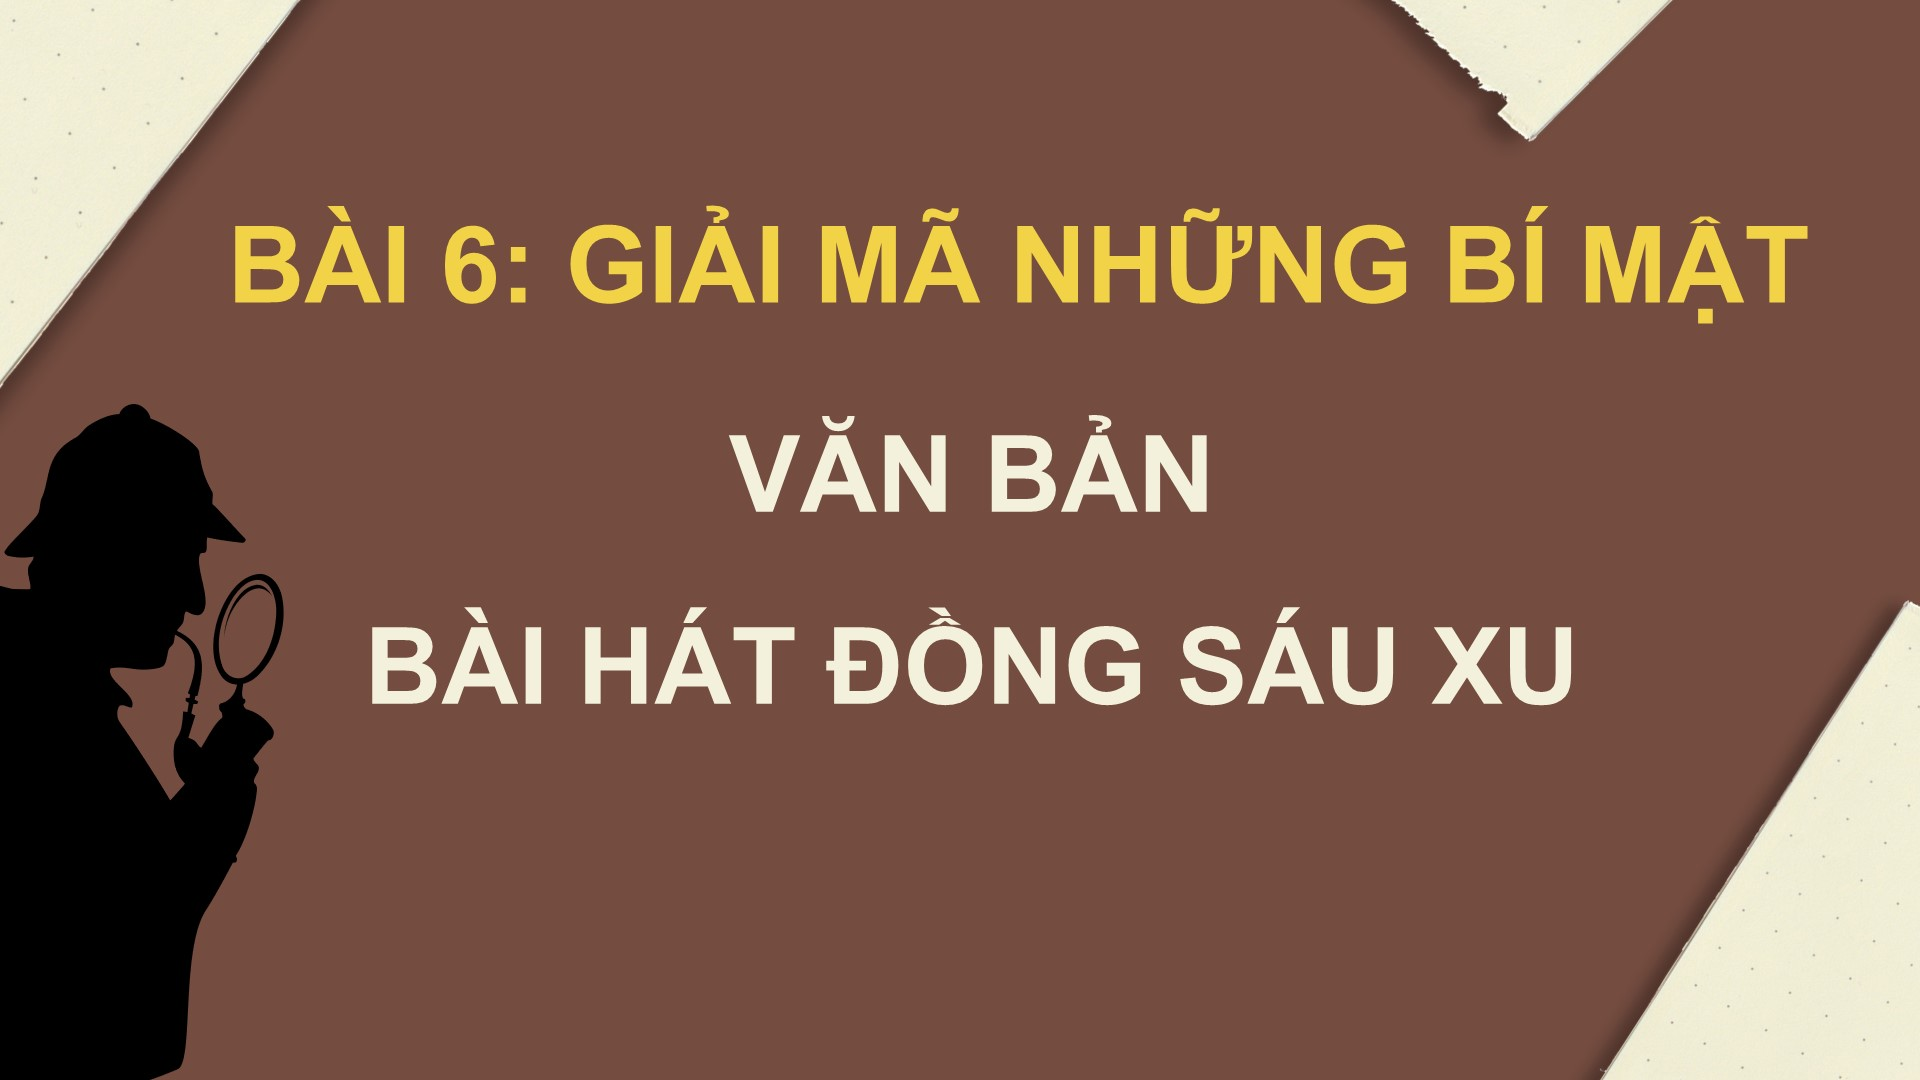 BÀI 6: GIẢI MÃ NHỮNG BÍ MẬT
VĂN BẢN
BÀI HÁT ĐỒNG SÁU XU